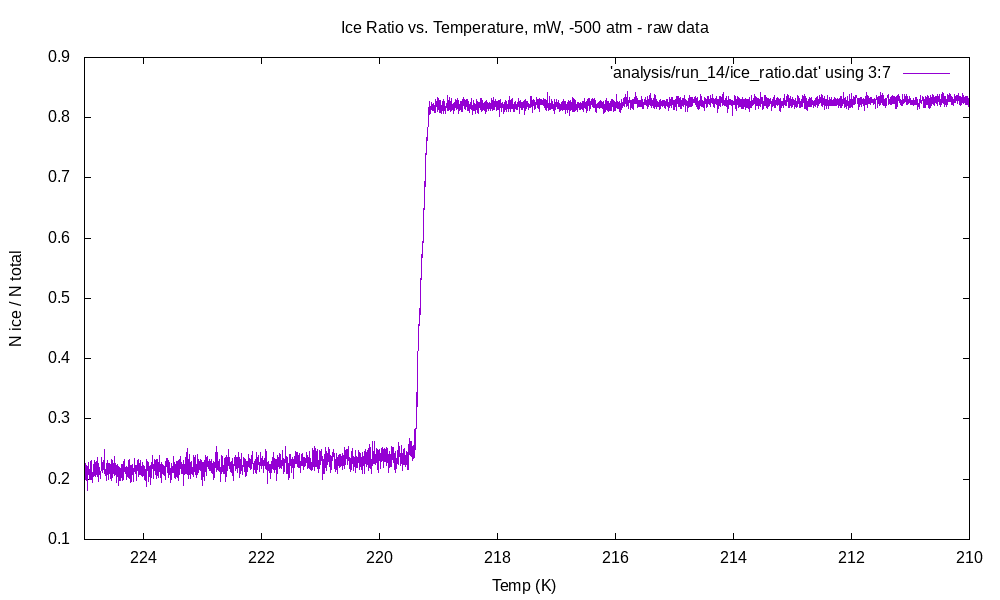 Ice Ratio vs. Temperature, mW, -500 atm - raw data
'analysis/run_14/ice_ratio.dat' using 3:7
0.9
0.8
0.7
0.6
0.5
0.4
0.3
0.2
0.1
N ice / N total
224 222 220 218 216 214 212 210
Temp (K)